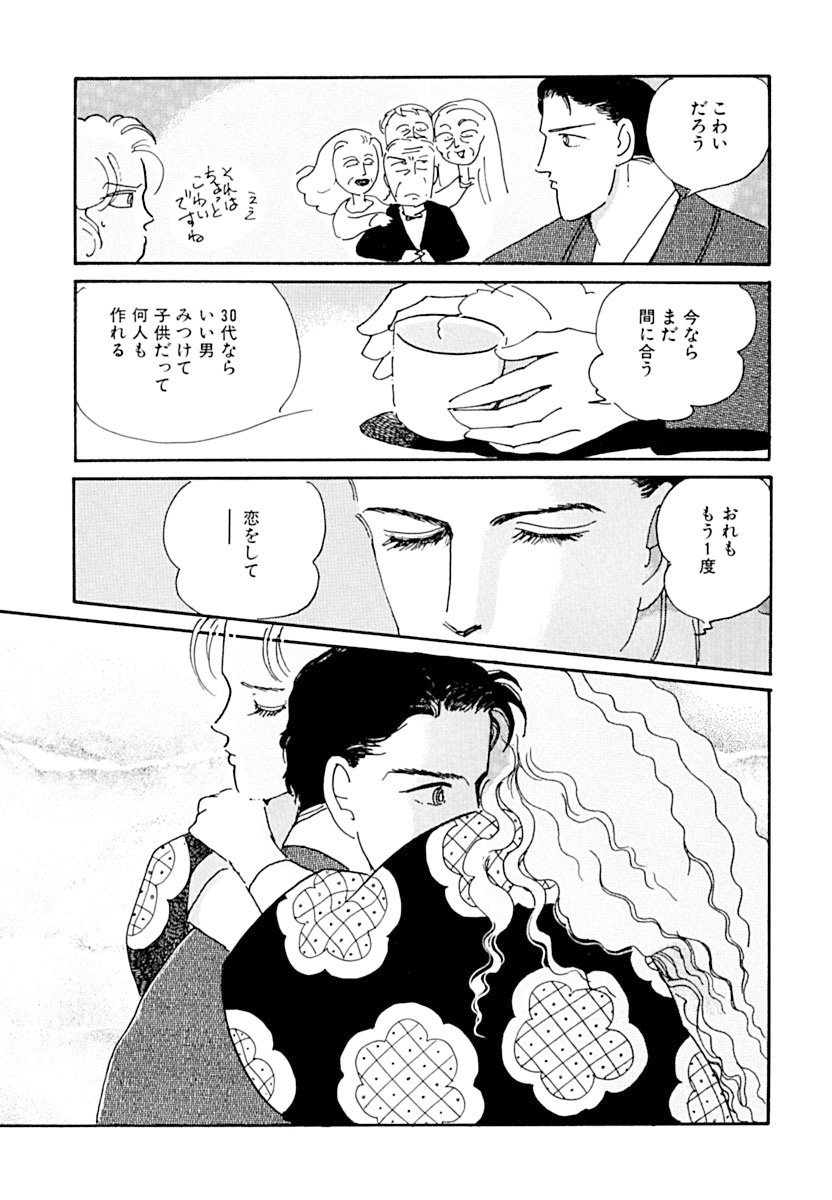 こわい
だろう
ええ
それは
ちょっと
こわい
ですね
今なら
まだ
間に合う
30代なら
いい男
みつけて
子供だって
何人も
作れる
おれも
もう1度
恋をして
──